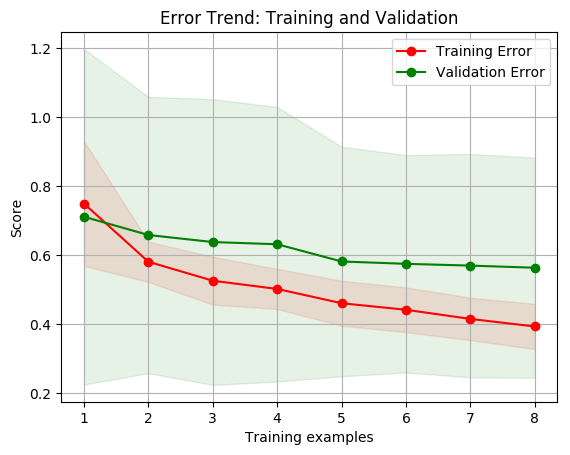 Error Trend: Training and Validation
Training Error
Validation Error
Score
1.2
1.0
0.8
0.6
0.4
0.2
1 2 3 4 5 6 7 8
Training examples